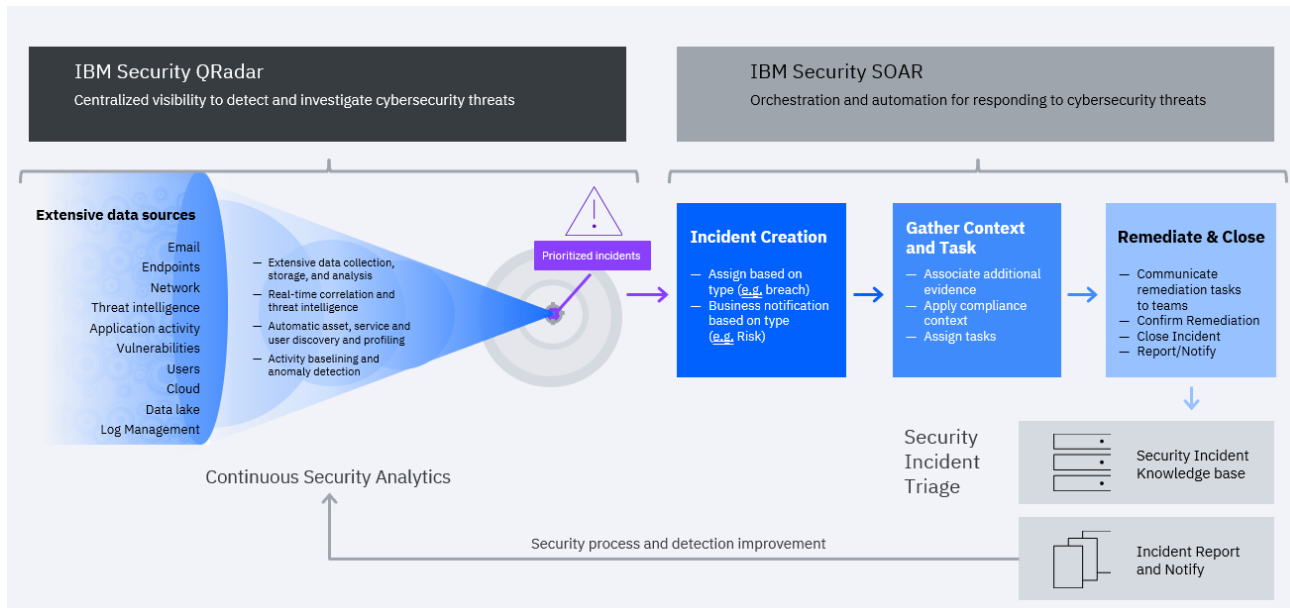 IBM Security QRadar
Centralized visibility to detect and investigate cybersecurity threats
IBM Security SOAR
Orchestration and automation for responding to cybersecurity threats
Extensive data sources
Email
Endpoints
Network
Threat intelligence
Application activity
Vulnerabilities
Users
Cloud
Data lake
Log Management
— Extensive data collection,
storage, and analysis
— Real-time correlation and
threat intelligence
— Automatic asset, service and
user discovery and profiling
— Activity baselining and
anomaly detection
Prioritized incidents
Incident Creation
— Assign based on
type (e.g. breach)
— Business notification
based on type
(e.g. Risk)
Gather Context
and Task
— Associate additional
evidence
— Apply compliance
context
— Assign tasks
Remediate & Close
— Communicate
remediation tasks
to teams
— Confirm Remediation
— Close Incident
— Report/Notify
Continuous Security Analytics
Security
Incident
Triage
Security Incident
Knowledge base
Security process and detection improvement
Incident Report
and Notify